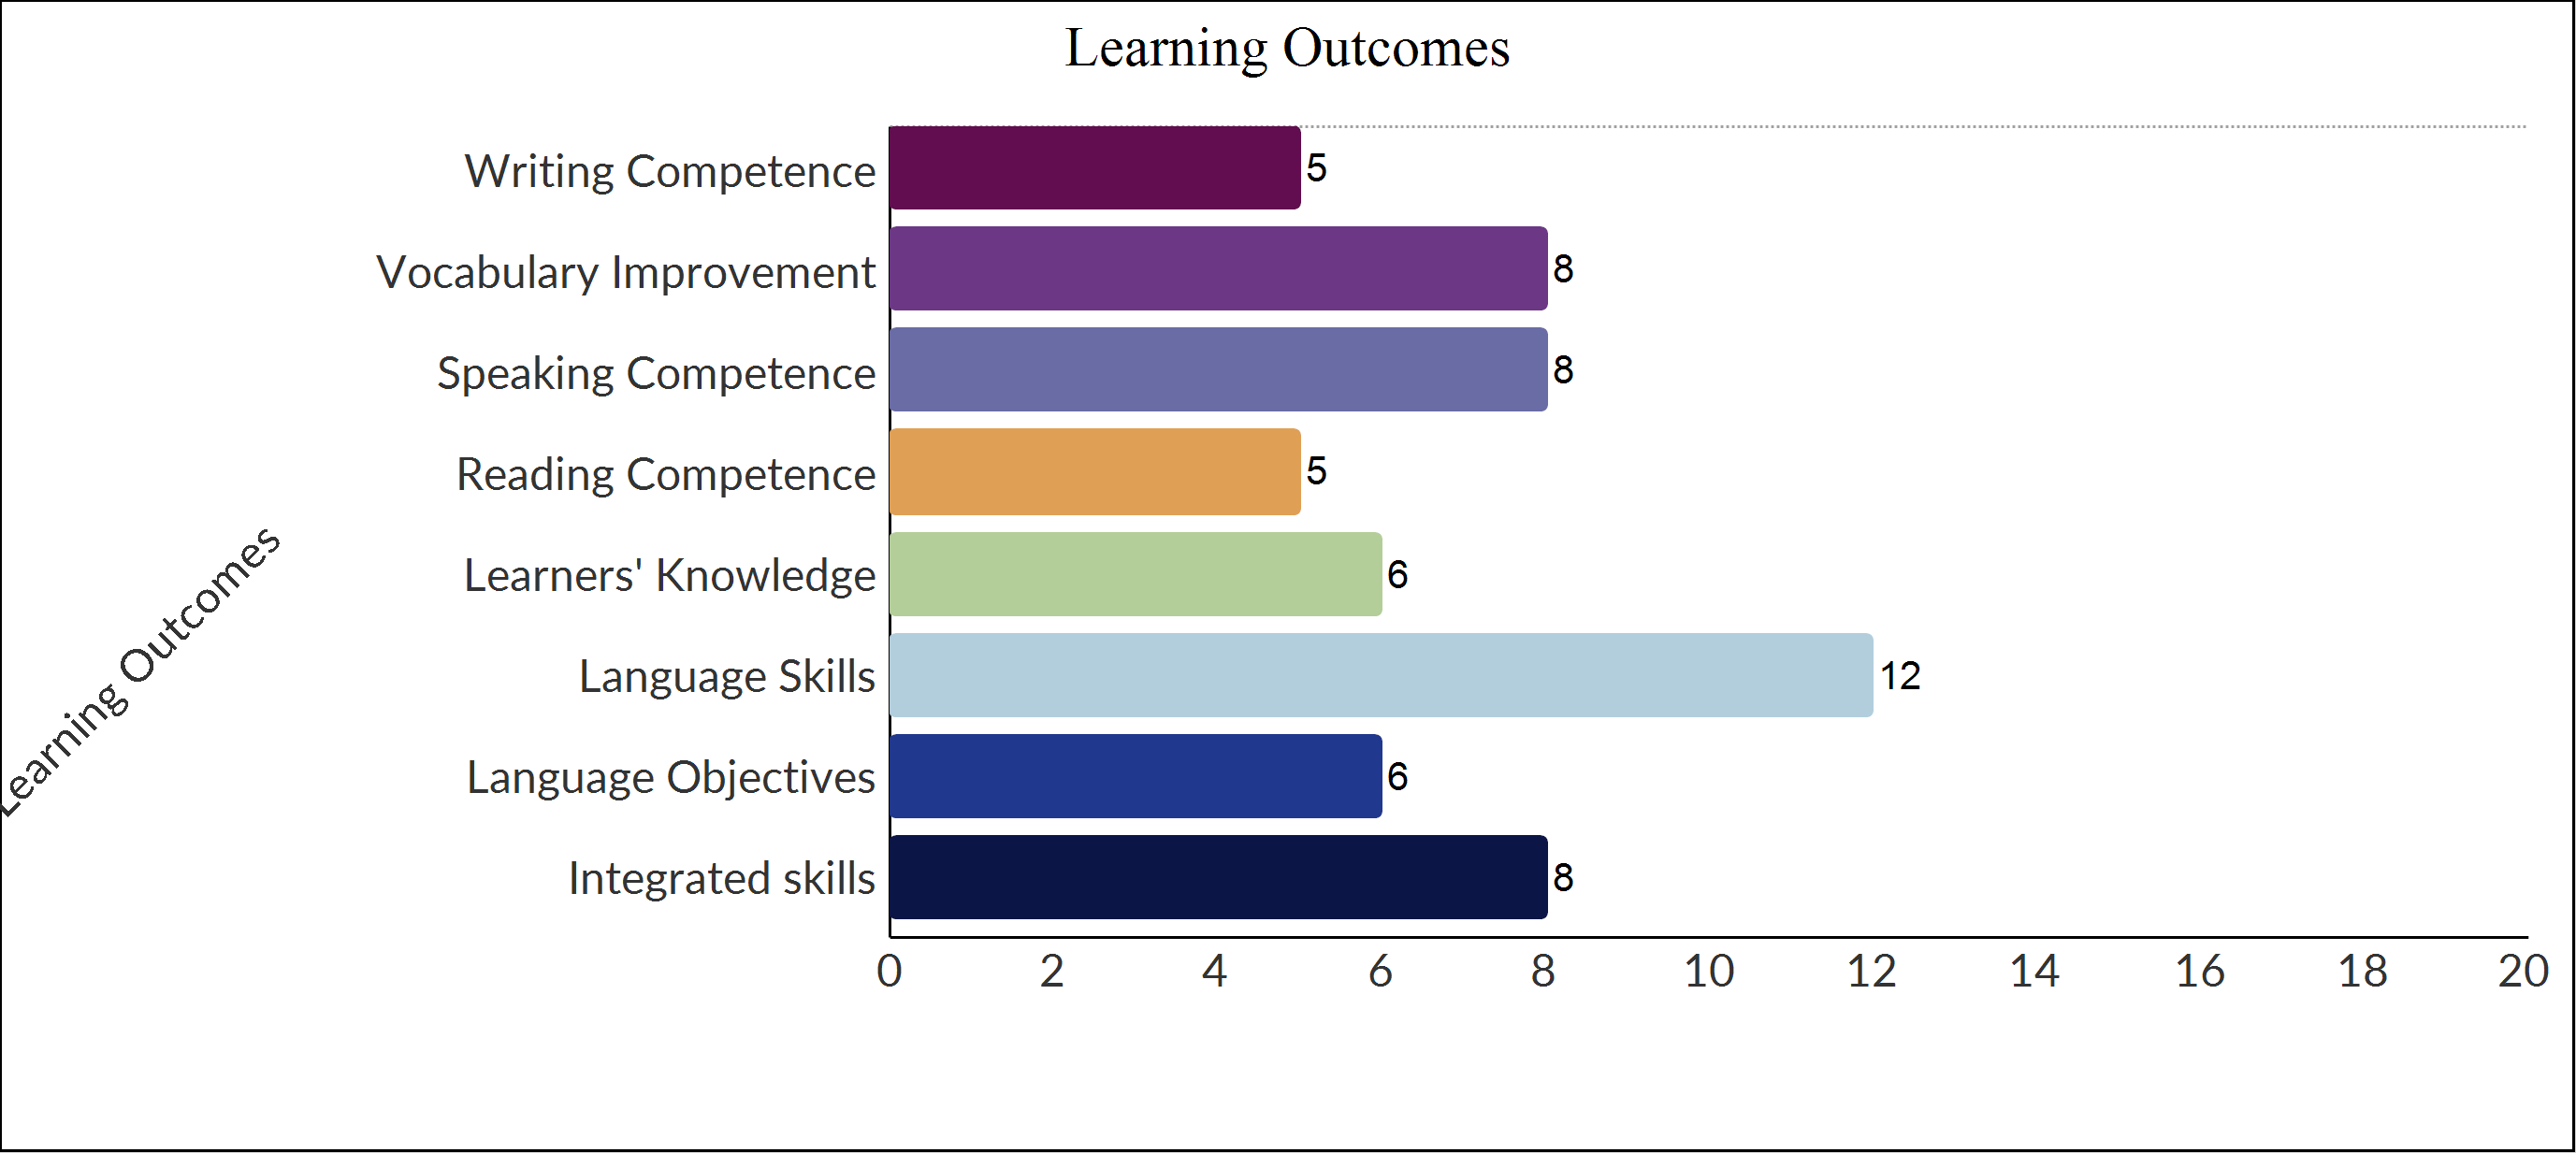 Learning Outcomes
Writing Competence 5
Vocabulary Improvement 8
Speaking Competence 8
Reading Competence 5
Learners' Knowledge 6
Language Skills 12
Language Objectives 6
Integrated skills 8
Learning Outcomes
0 2 4 6 8 10 12 14 16 18 20